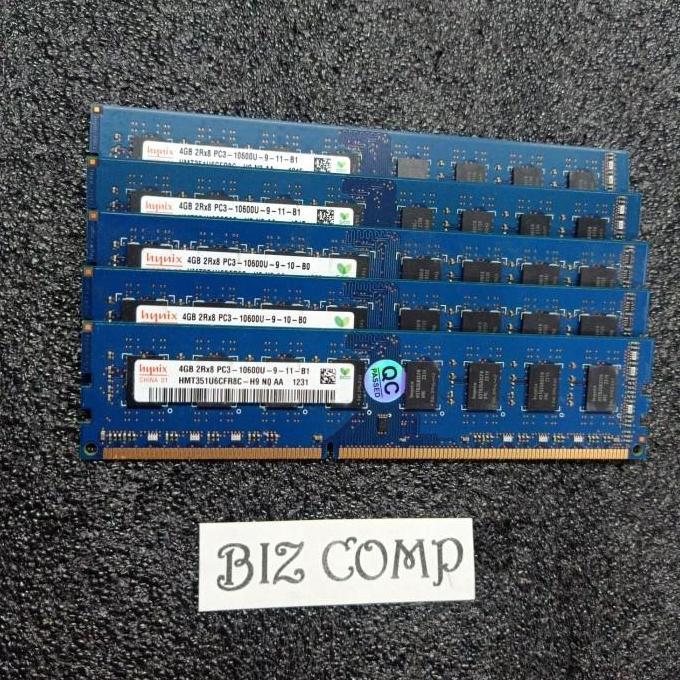 hynix
4GB 2Rx8 PC3-10600U-9-11-B1
hynix
4GB 2Rx8 PC3-10600U-9-11-B1
hynix
4GB 2Rx8 PC3-10600U-9-10-B0
hynix
4GB 2Rx8 PC3-10600U-9-10-B0
hynix
4GB 2Rx8 PC3-10600U-9-11-B1
CHINA 01
HMT351U6CFR8C-H9 N0 AA 1231
QC
PASSED
BIZ COMP